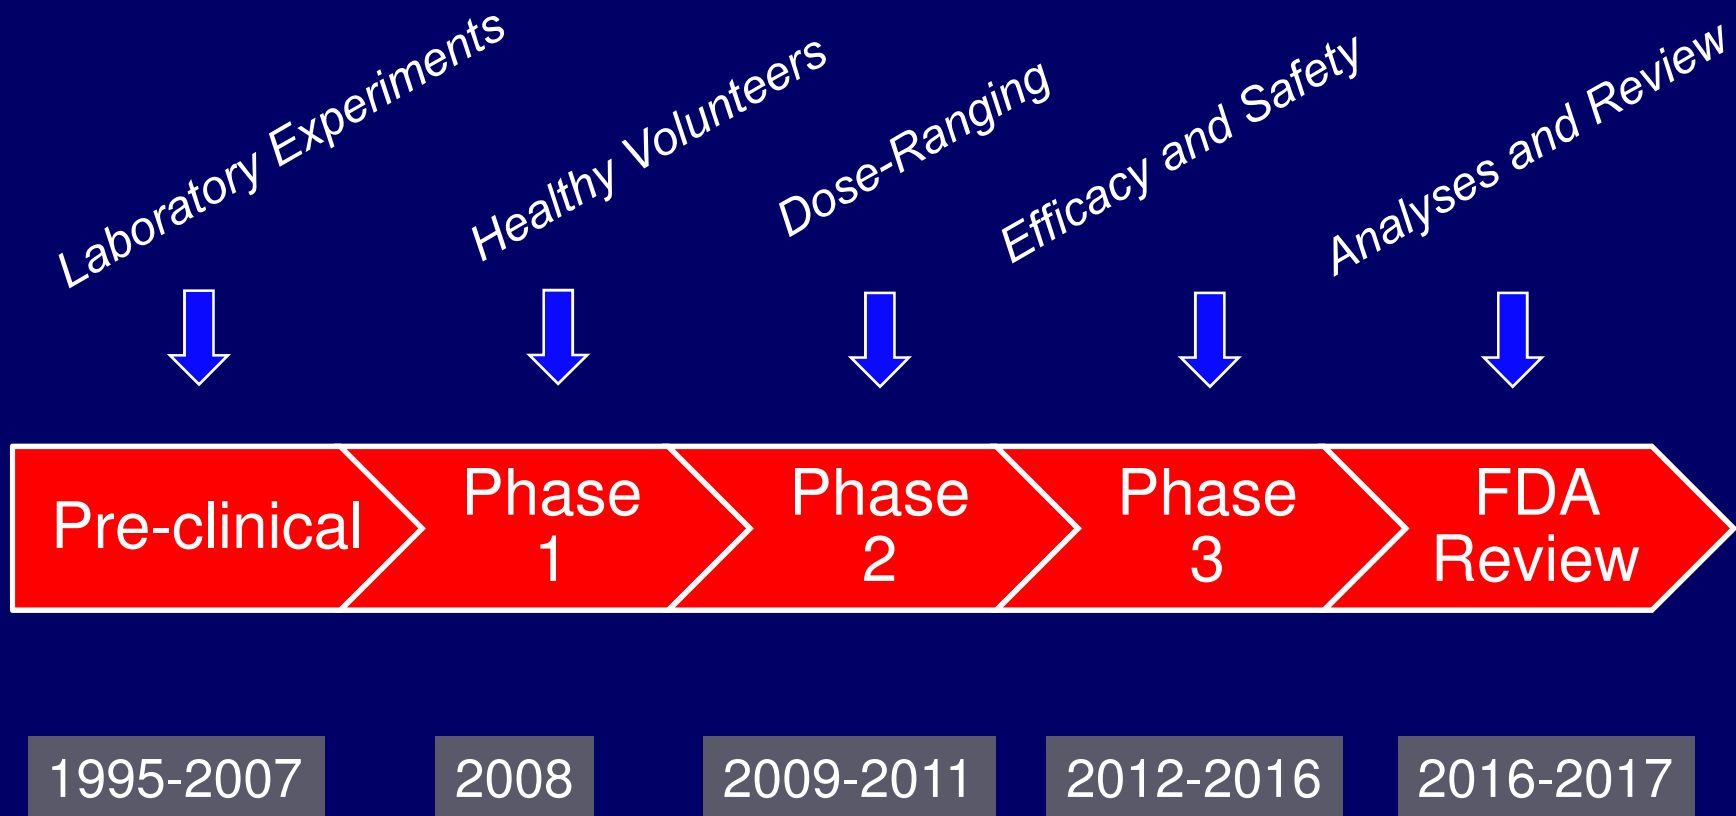 Laboratory Experiments
Healthy Volunteers
Dose-Ranging
Efficacy and Safety
Analyses and Review
Pre-clinical
Phase
1
Phase
2
Phase
3
FDA
Review
1995-2007
2008
2009-2011
2012-2016
2016-2017